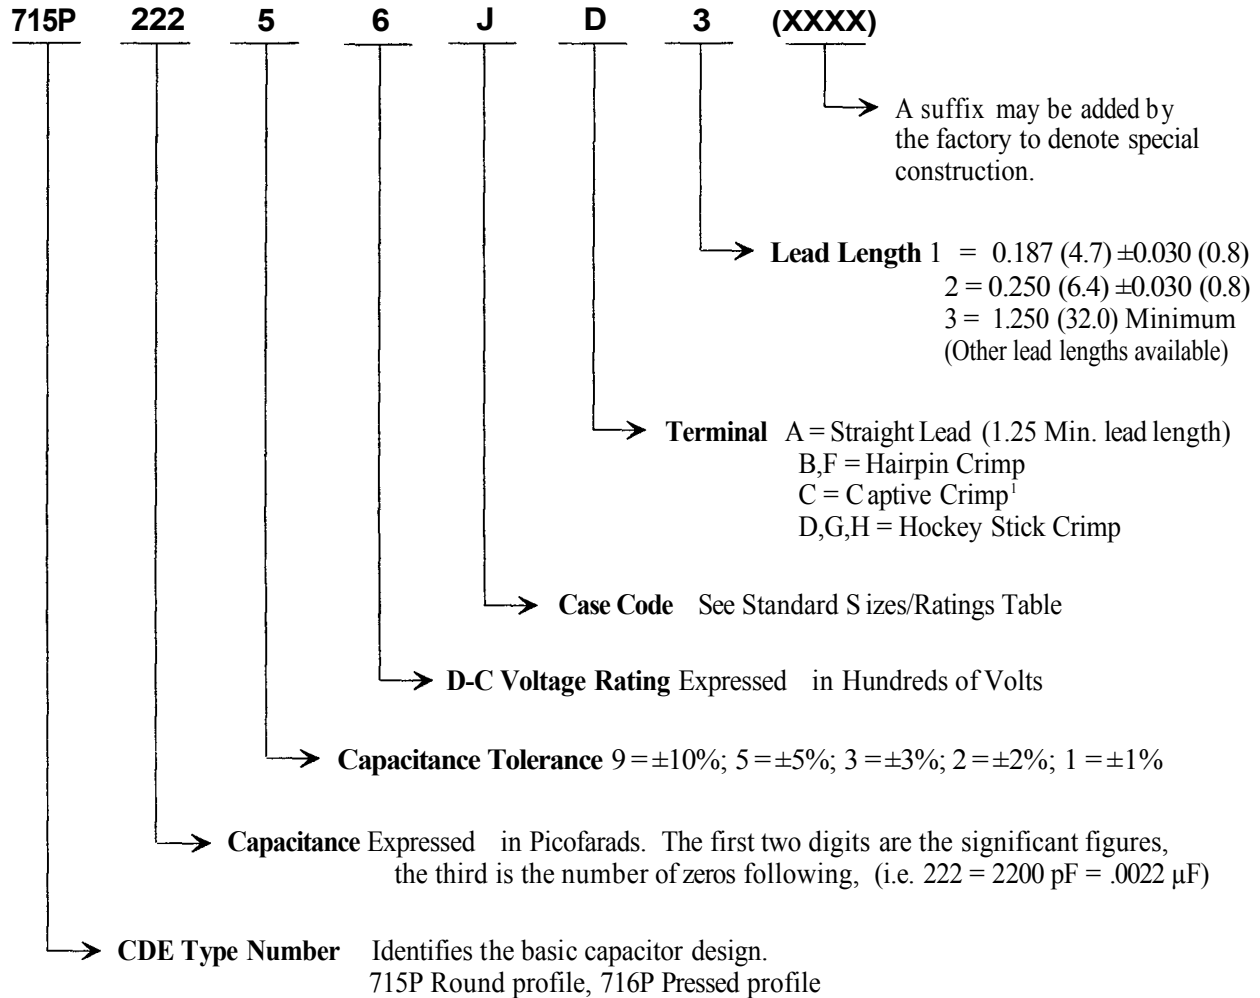 715P 222 5 6 J D 3 (XXXX)
A suffix may be added by
the factory to denote special
construction.
Lead Length 1 = 0.187 (4.7) ±0.030 (0.8)
2 = 0.250 (6.4) ±0.030 (0.8)
3 = 1.250 (32.0) Minimum
(Other lead lengths available)
Terminal A = Straight Lead (1.25 Min. lead length)
B,F = Hairpin Crimp
C = Captive Crimp¹
D,G,H = Hockey Stick Crimp
Case Code See Standard Sizes/Ratings Table
D-C Voltage Rating Expressed in Hundreds of Volts
Capacitance Tolerance 9 = ±10%; 5 = ±5%; 3 = ±3%; 2 = ±2%; 1 = ±1%
Capacitance Expressed in Picofarads. The first two digits are the significant figures,
the third is the number of zeros following, (i.e. 222 = 2200 pF = .0022 µF)
CDE Type Number Identifies the basic capacitor design.
715P Round profile, 716P Pressed profile